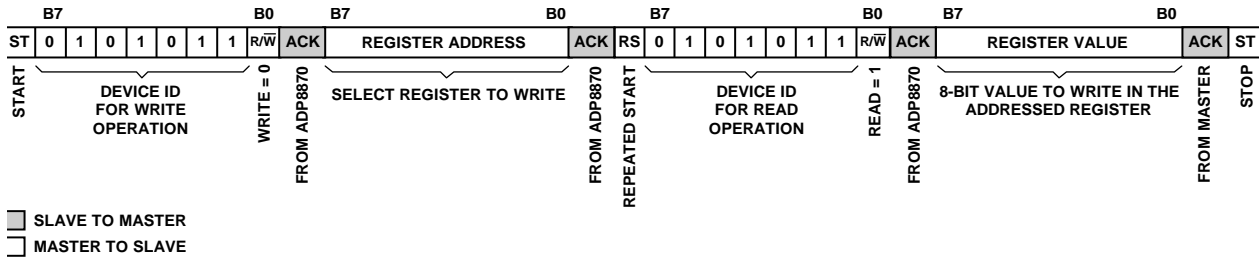 B7 B0 B7 B0 B7 B0 B7 B0
ST 0 1 0 1 0 1 1 R/W̅ ACK REGISTER ADDRESS ACK RS 0 1 0 1 0 1 1 R/W̅ ACK REGISTER VALUE ACK ST
START
DEVICE ID
FOR WRITE
OPERATION
WRITE = 0
FROM ADP8870
SELECT REGISTER TO WRITE
FROM ADP8870
REPEATED START
DEVICE ID
FOR READ
OPERATION
READ = 1
FROM ADP8870
8-BIT VALUE TO WRITE IN THE
ADDRESSED REGISTER
FROM MASTER
STOP
SLAVE TO MASTER
MASTER TO SLAVE